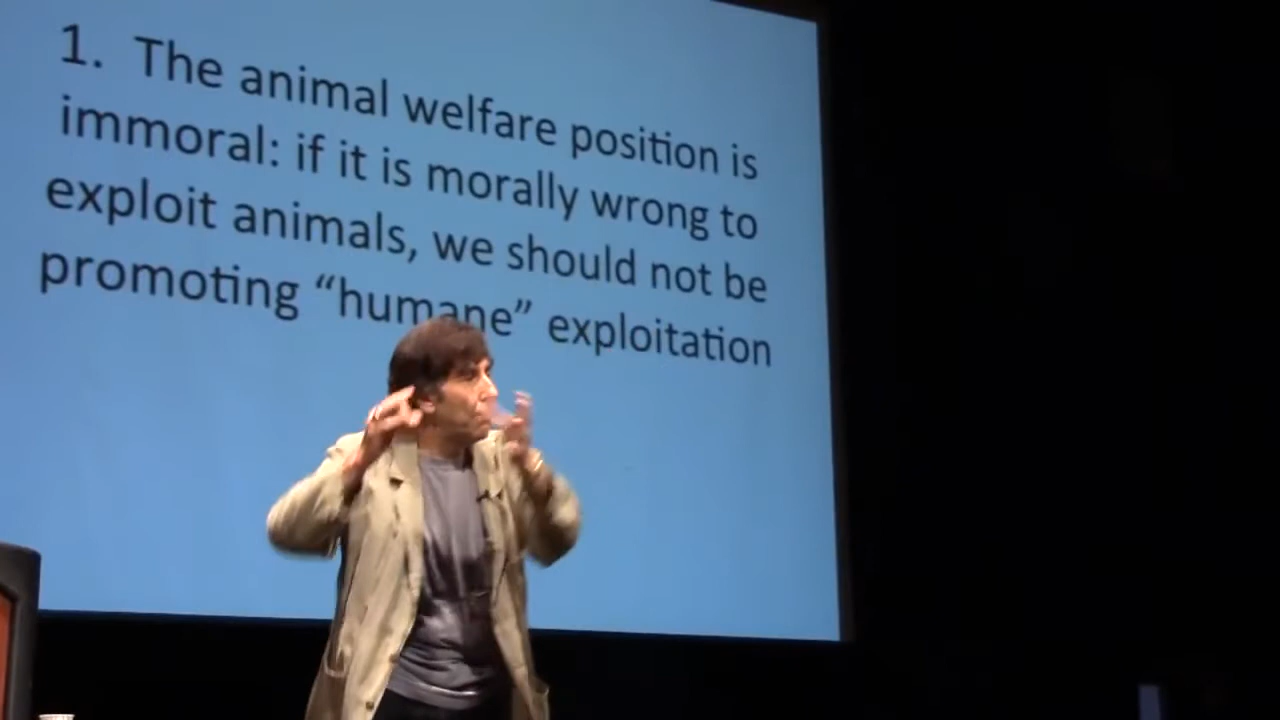 1. The animal welfare position is
immoral: if it is morally wrong to
exploit animals, we should not be
promoting “humane” exploitation